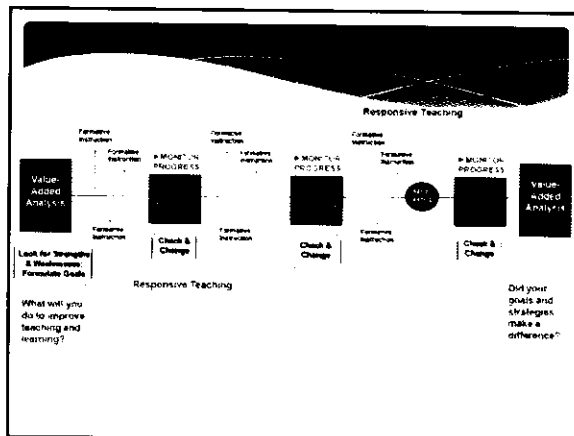 Responsive Teaching
Formative
Instruction
Formative
Instruction
Formative
Instruction
Formative
Instruction
Formative
Instruction
Formative
Instruction
# MONITOR
PROGRESS
# MONITOR
PROGRESS
# MONITOR
PROGRESS
Value-
Added
Analysis
Value-
Added
Analysis
Formative
Instruction
Formative
Instruction
Formative
Instruction
Check &
Change
Check &
Change
Check &
Change
Look for Strengths
& Weaknesses;
Formulate Goals
Responsive Teaching
What will you
do to improve
teaching and
learning?
Did your
goals and
strategies
make a
difference?